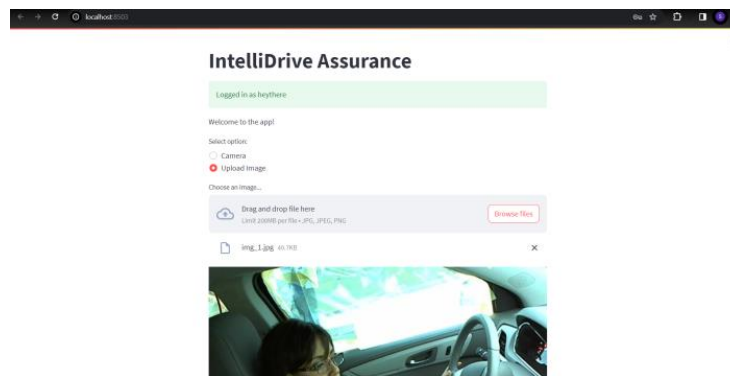 localhost:8503
IntelliDrive Assurance
Logged in as heythere
Welcome to the app!
Select option:
Camera
Upload Image
Choose an image...
Drag and drop file here
Limit 200MB per file • JPG, JPEG, PNG
Browse files
img_1.jpg 49.7KB